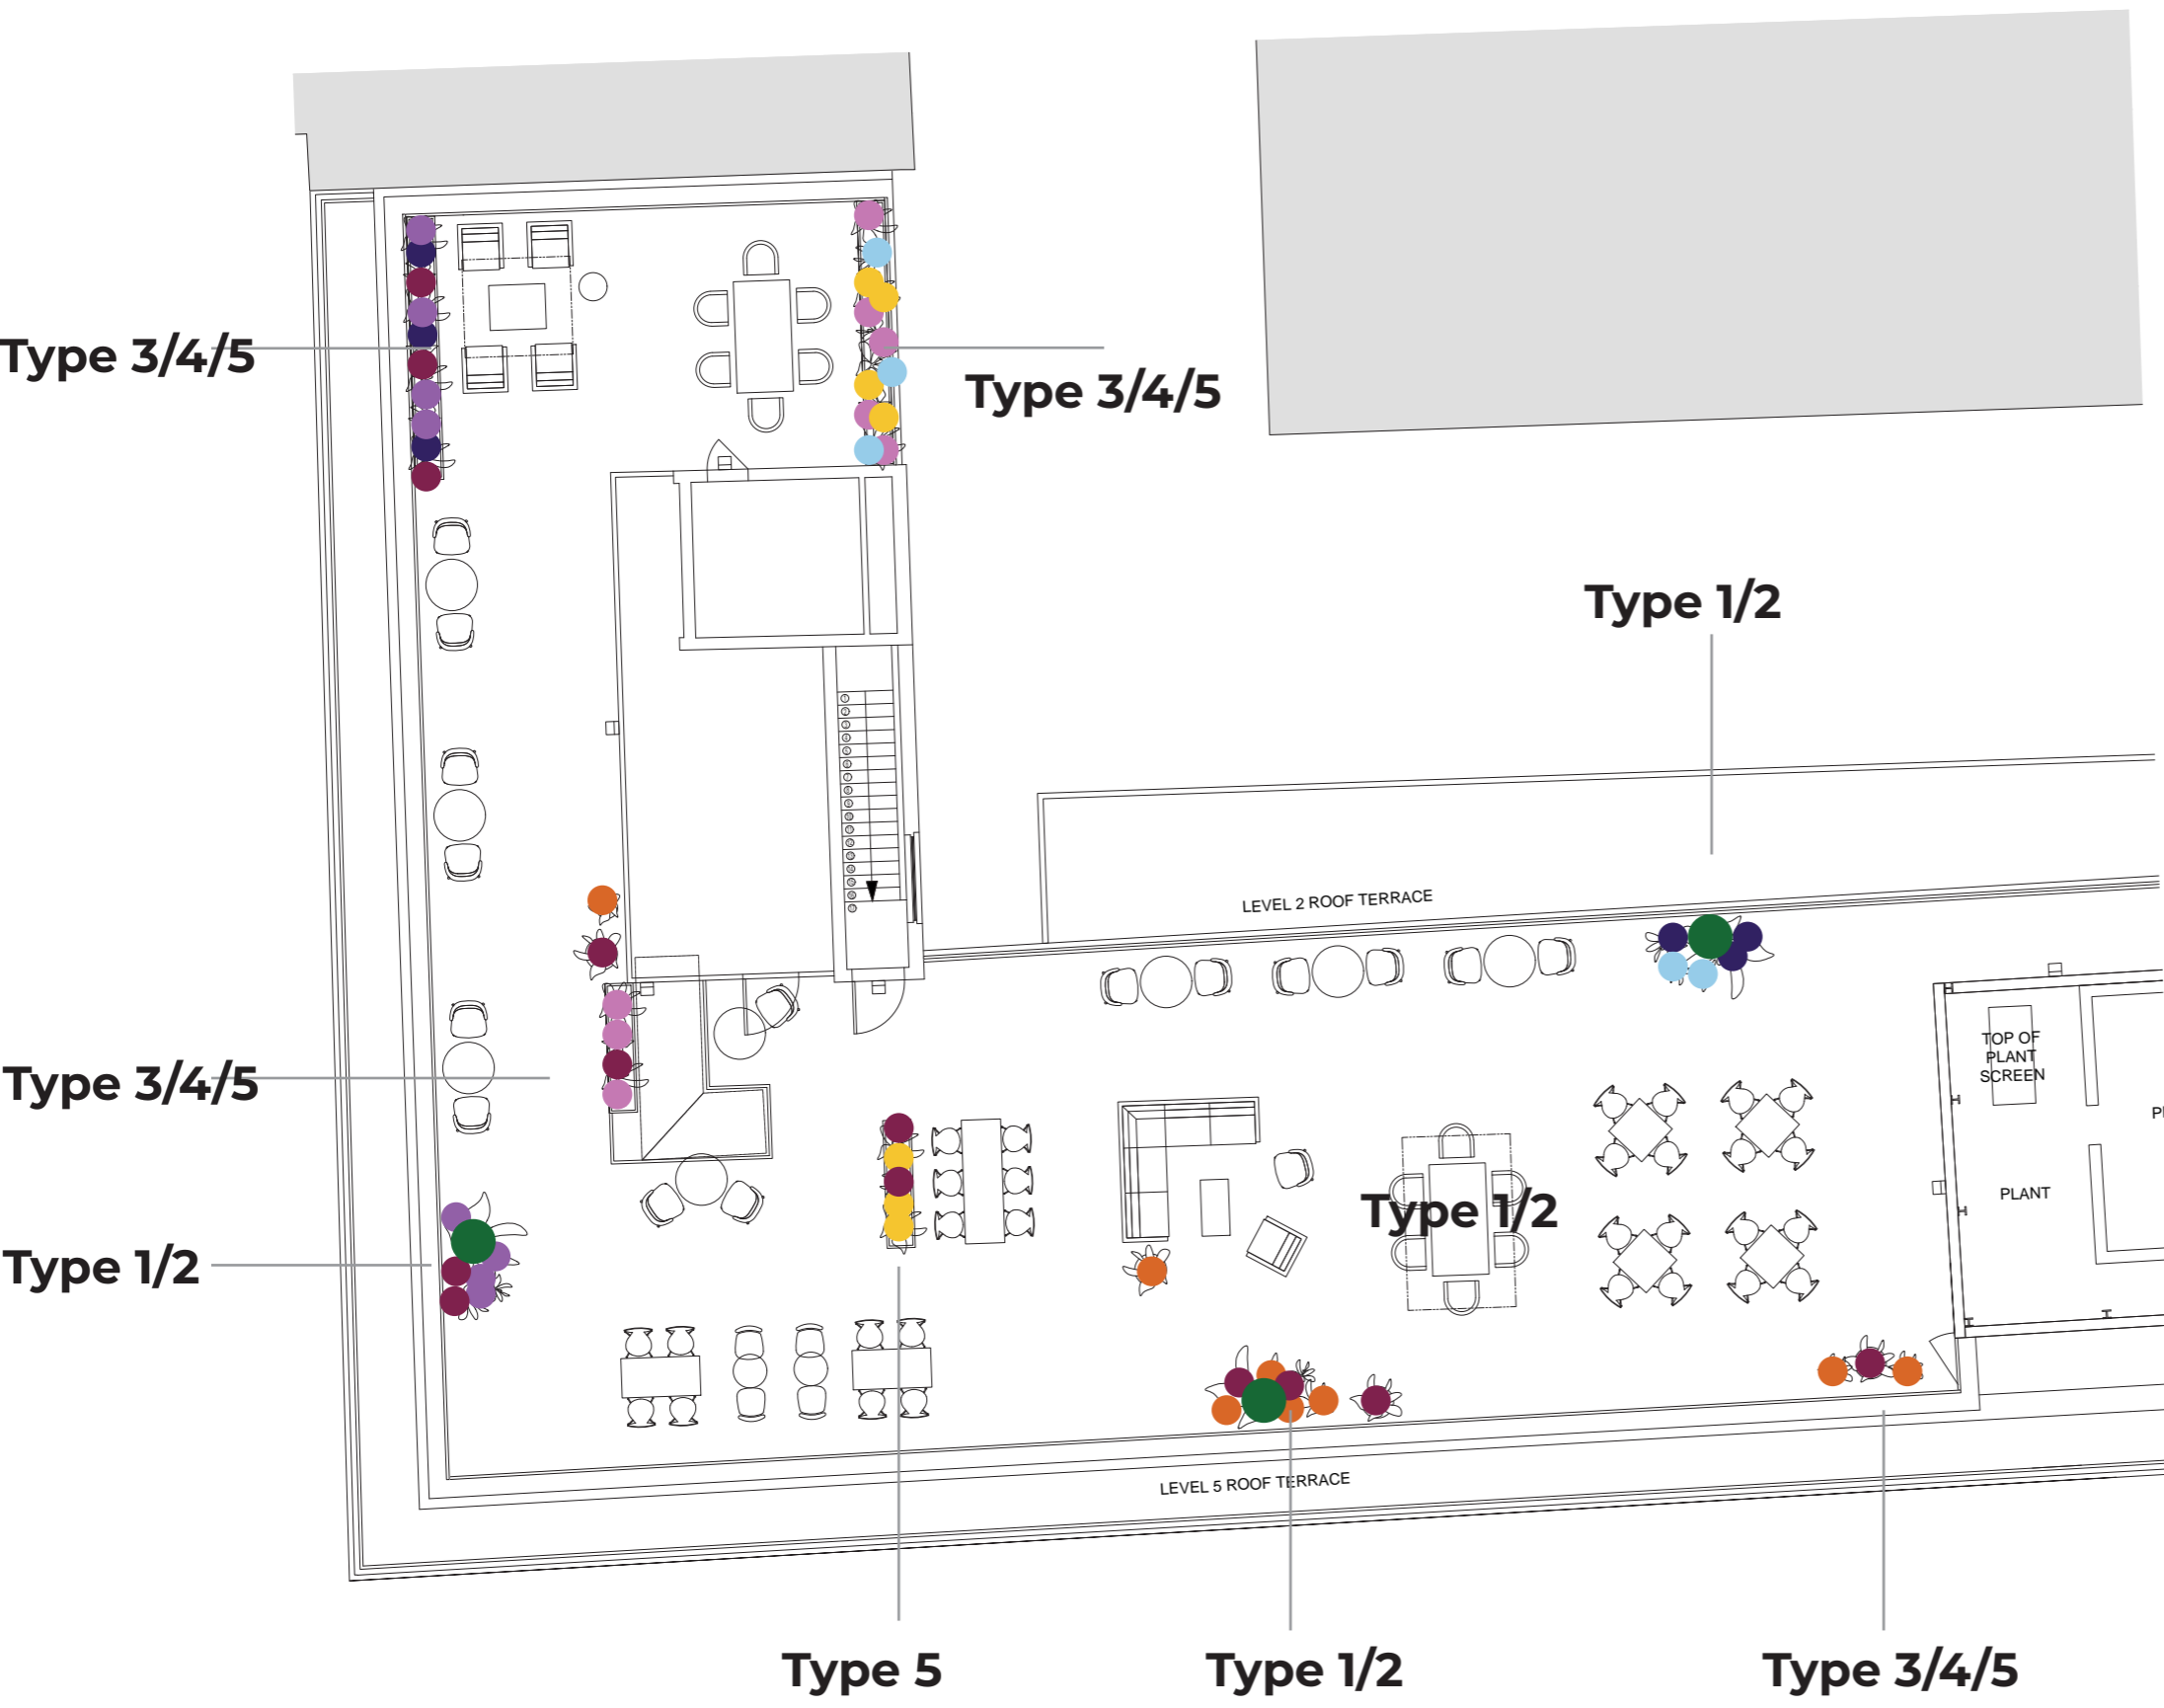 Type 3/4/5
Type 3/4/5
Type 1/2
LEVEL 2 ROOF TERRACE
TOP OF
PLANT
SCREEN
Type 3/4/5
PLANT
Type 1/2
Type 1/2
LEVEL 5 ROOF TERRACE
Type 5
Type 1/2
Type 3/4/5